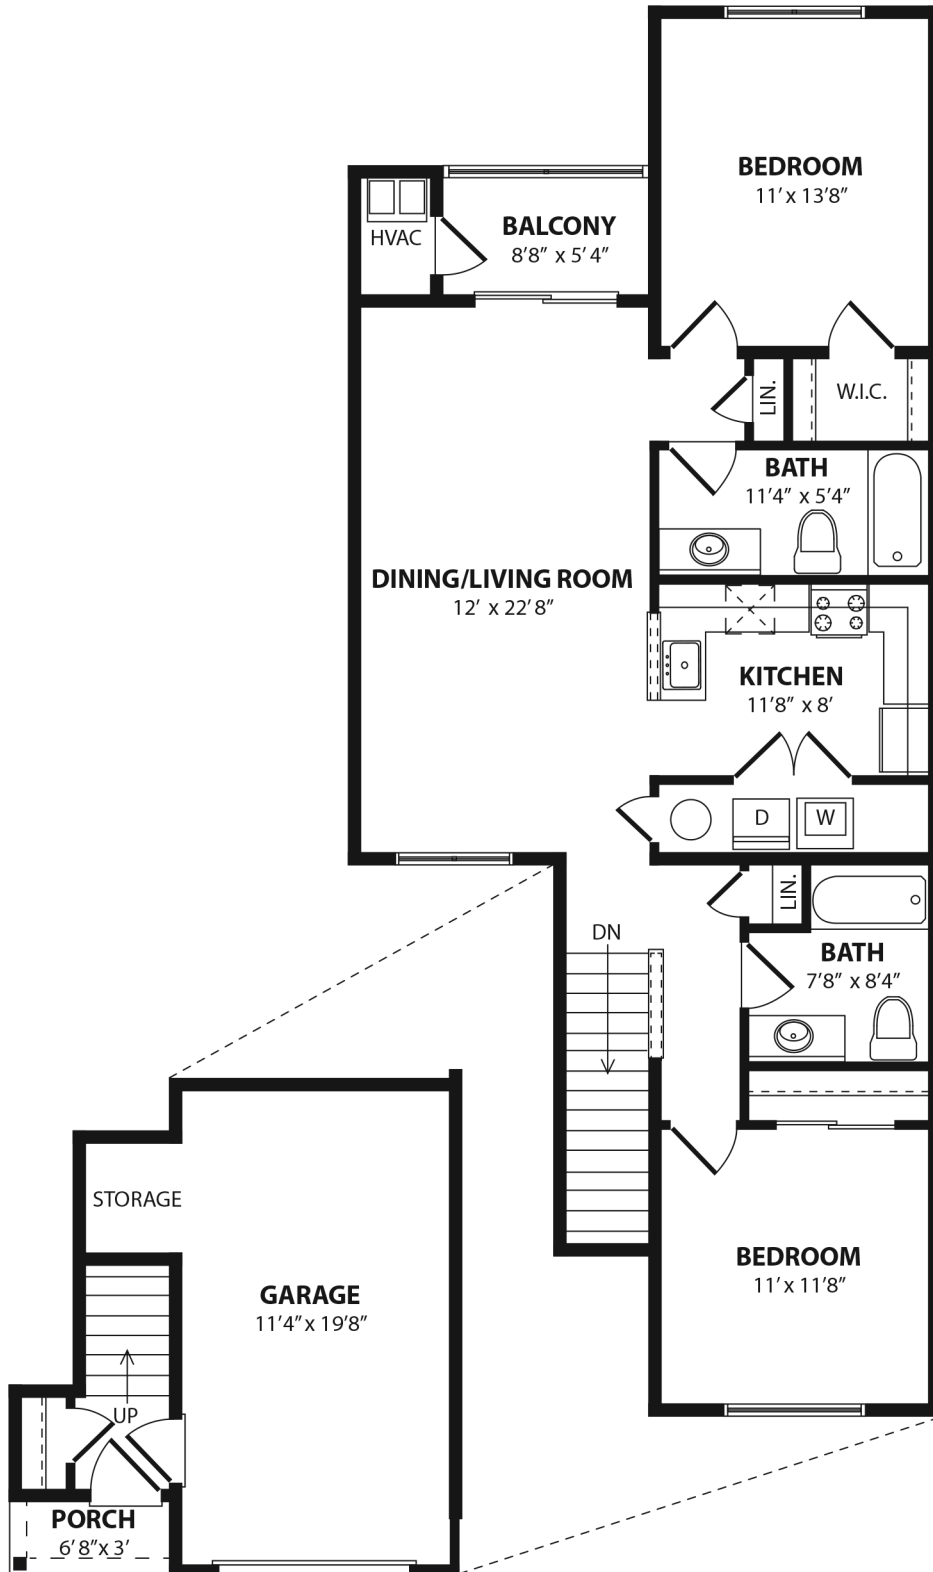 BEDROOM
11' x 13'8"
BALCONY
8'8" x 5'4"
HVAC
LIN.
W.I.C.
BATH
11'4" x 5'4"
DINING/LIVING ROOM
12' x 22'8"
KITCHEN
11'8" x 8'
D
W
LIN.
DN
BATH
7'8" x 8'4"
STORAGE
BEDROOM
11' x 11'8"
GARAGE
11'4" x 19'8"
UP
PORCH
6'8" x 3'